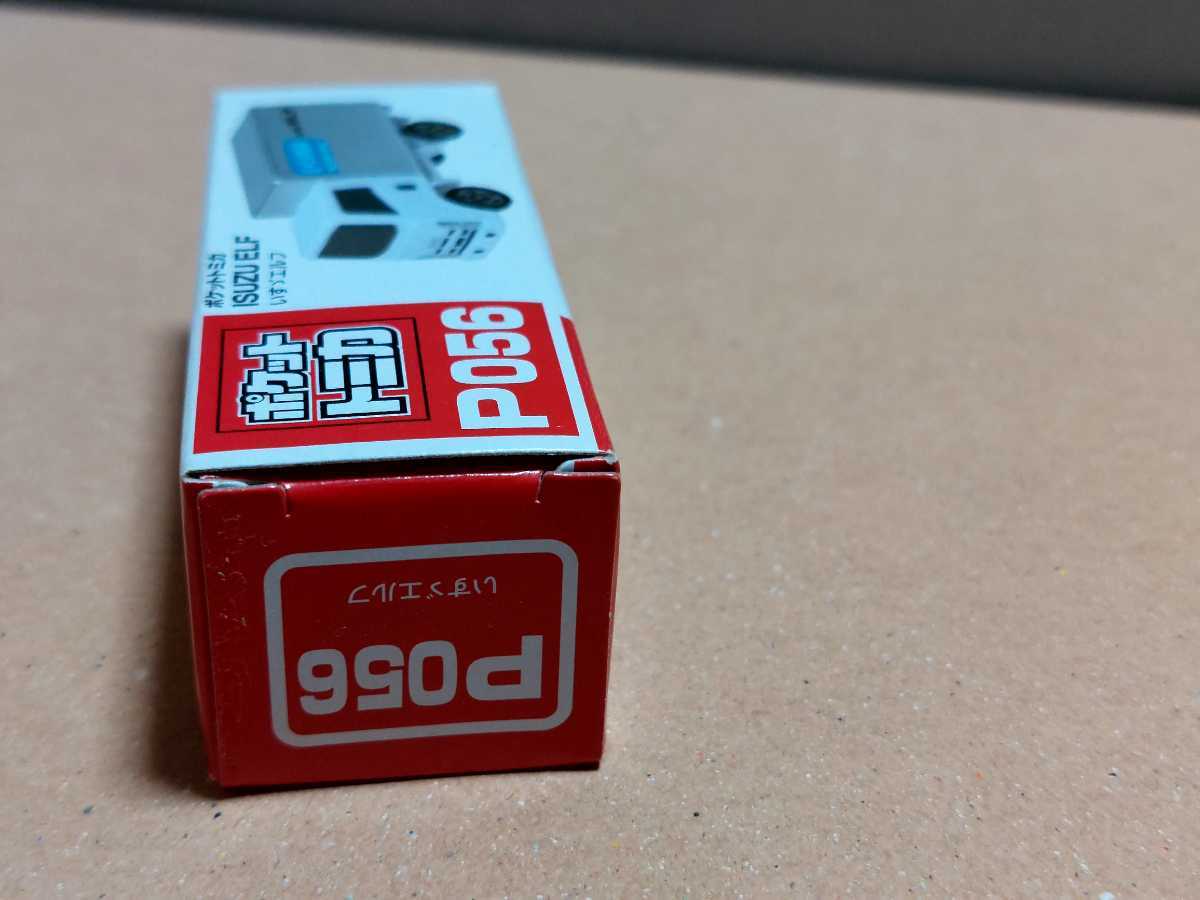 ポケットトミカ
ISUZU ELF
いすゞエルフ
ポケット
トミカ
P056
いすゞエルフ
P056